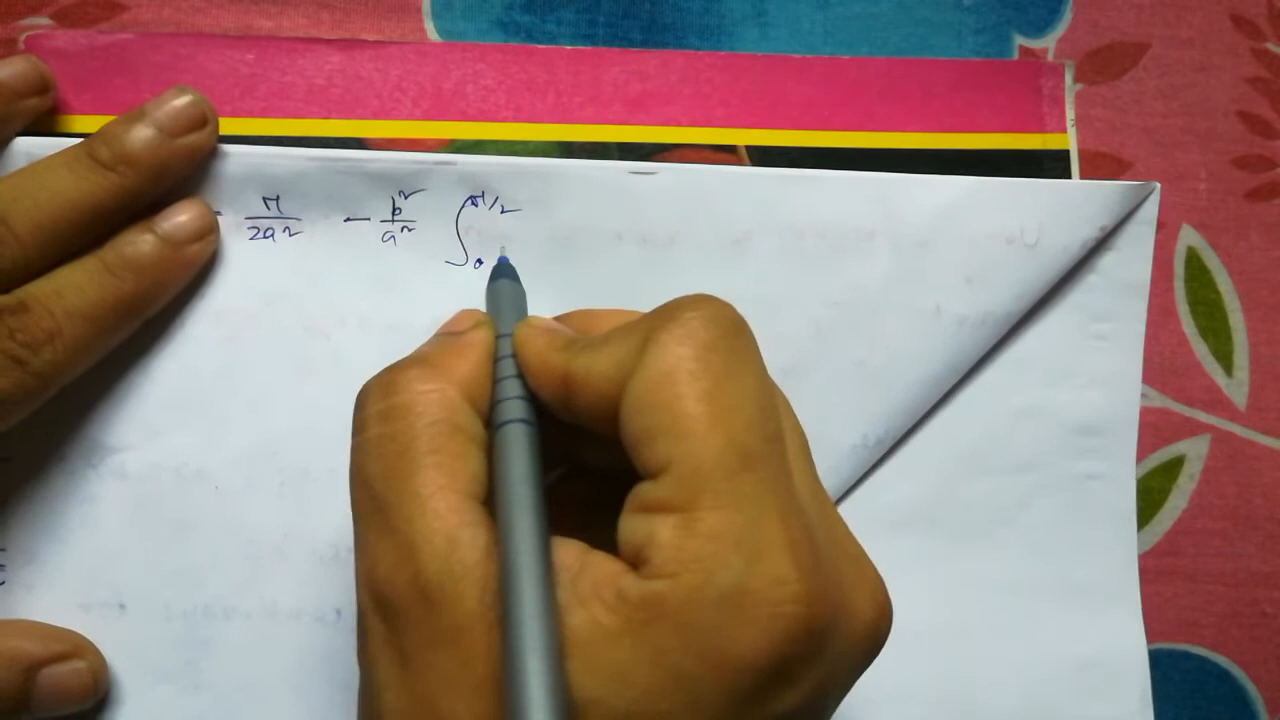 - π/2a² - b²/a² ∫₀^π/2